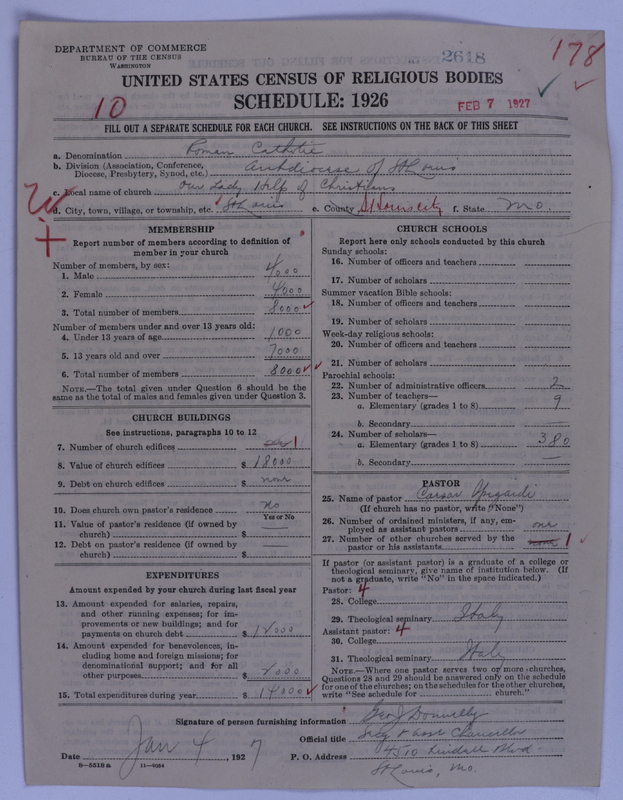 DEPARTMENT OF COMMERCE
BUREAU OF THE CENSUS
WASHINGTON
2618
178
UNITED STATES CENSUS OF RELIGIOUS BODIES
SCHEDULE: 1926
10
FEB 7 1927
FILL OUT A SEPARATE SCHEDULE FOR EACH CHURCH. SEE INSTRUCTIONS ON THE BACK OF THIS SHEET
a. Denomination Roman Catholic
b. Division (Association, Conference, Diocese, Presbytery, Synod, etc.) Archdiocese of St Louis
c. Local name of church Our Lady Help of Christians
d. City, town, village, or township, etc. St Louis e. County St Louis city f. State Mo.
MEMBERSHIP
Report number of members according to definition of member in your church
Number of members, by sex:
1. Male 4000
2. Female 4000
3. Total number of members 8000
Number of members under and over 13 years old:
4. Under 13 years of age 1000
5. 13 years old and over 7000
6. Total number of members 8000
NOTE.—The total given under Question 6 should be the same as the total of males and females given under Question 3.
CHURCH BUILDINGS
See instructions, paragraphs 10 to 12
7. Number of church edifices 1
8. Value of church edifices $ 18000
9. Debt on church edifices $ none
10. Does church own pastor's residence? no
Yes or No
11. Value of pastor's residence (if owned by church) $
12. Debt on pastor's residence (if owned by church) $
EXPENDITURES
Amount expended by your church during last fiscal year
13. Amount expended for salaries, repairs, and other running expenses; for improvements or new buildings; and for payments on church debt $ 12000
14. Amount expended for benevolences, including home and foreign missions; for denominational support; and for all other purposes $ 2000
15. Total expenditures during year $ 14000
CHURCH SCHOOLS
Report here only schools conducted by this church
Sunday schools:
16. Number of officers and teachers
17. Number of scholars
Summer vacation Bible schools:
18. Number of officers and teachers
19. Number of scholars
Week-day religious schools:
20. Number of officers and teachers
21. Number of scholars
Parochial schools:
22. Number of administrative officers 2
23. Number of teachers—
a. Elementary (grades 1 to 8) 9
b. Secondary —
24. Number of scholars—
a. Elementary (grades 1 to 8) 380
b. Secondary —
PASTOR
25. Name of pastor Caesar
(If church has no pastor, write "None")
26. Number of ordained ministers, if any, employed as assistant pastors one
27. Number of other churches served by the pastor or his assistants 1
If pastor (or assistant pastor) is a graduate of a college or theological seminary, give name of institution below. (If not a graduate, write "No" in the space indicated.)
Pastor: 4
28. College
29. Theological seminary Italy
Assistant pastor: 4
30. College
31. Theological seminary Italy
NOTE.—Where one pastor serves two or more churches, Questions 28 and 29 should be answered only on the schedule for one of the churches; on the schedules for the other churches, write "See schedule for church."
Signature of person furnishing information Geo J Donnelly
Official title Chancellor
Date Jan 4, 1927 P. O. Address 4510 Lindell Blvd
8—5518a 11—9054
St Louis, Mo.